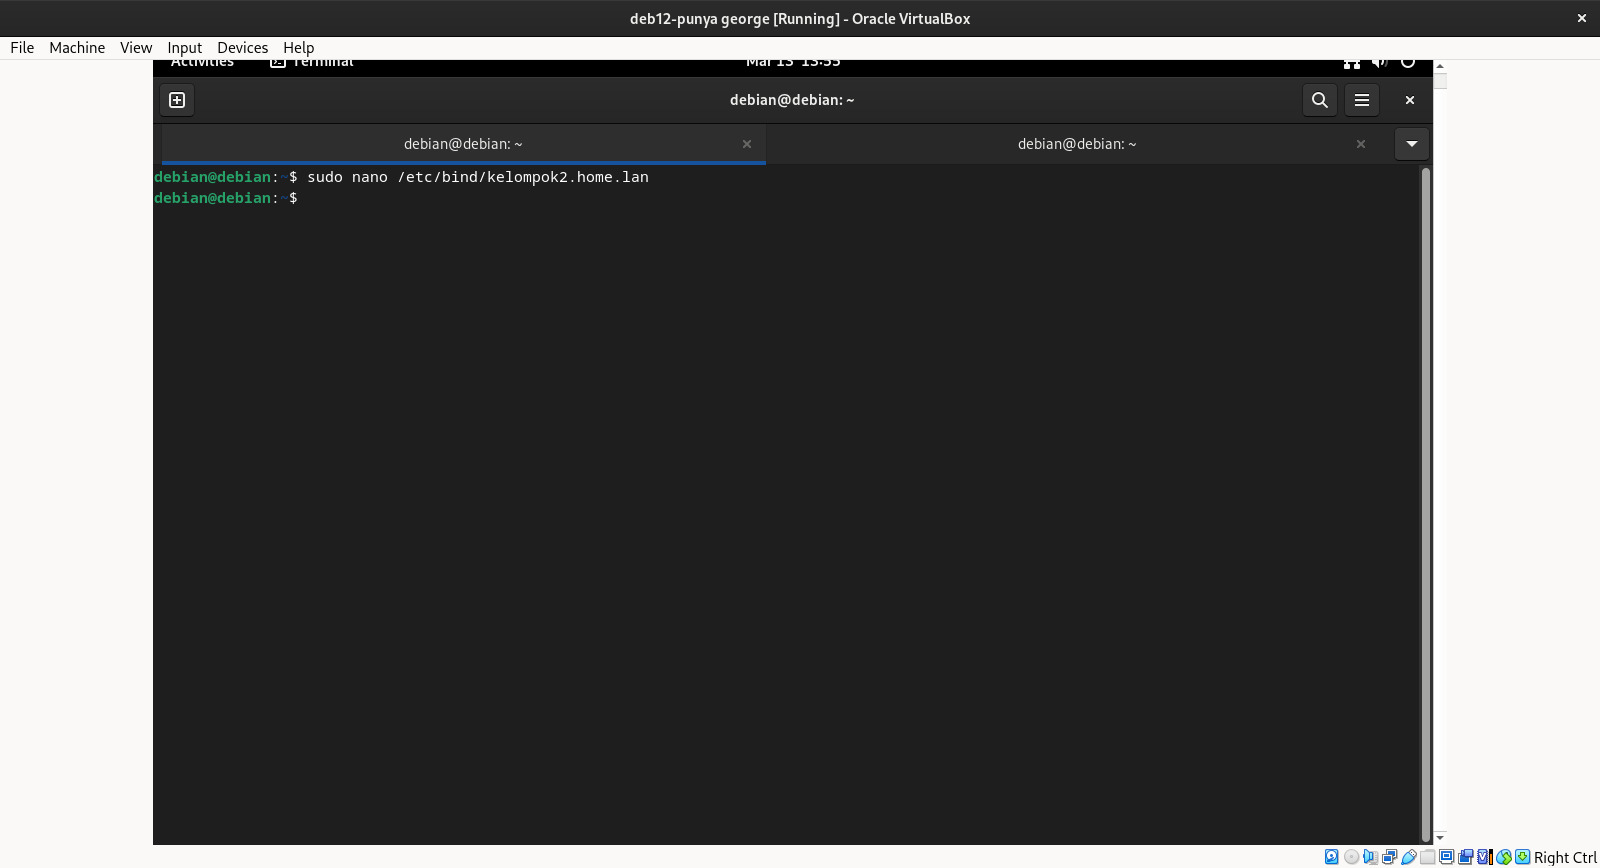 deb12-punya george [Running] - Oracle VirtualBox
File Machine View Input Devices Help
Activities Terminal Mar 13 13:55
debian@debian: ~
debian@debian: ~ debian@debian: ~
debian@debian:~$ sudo nano /etc/bind/kelompok2.home.lan
debian@debian:~$
Right Ctrl